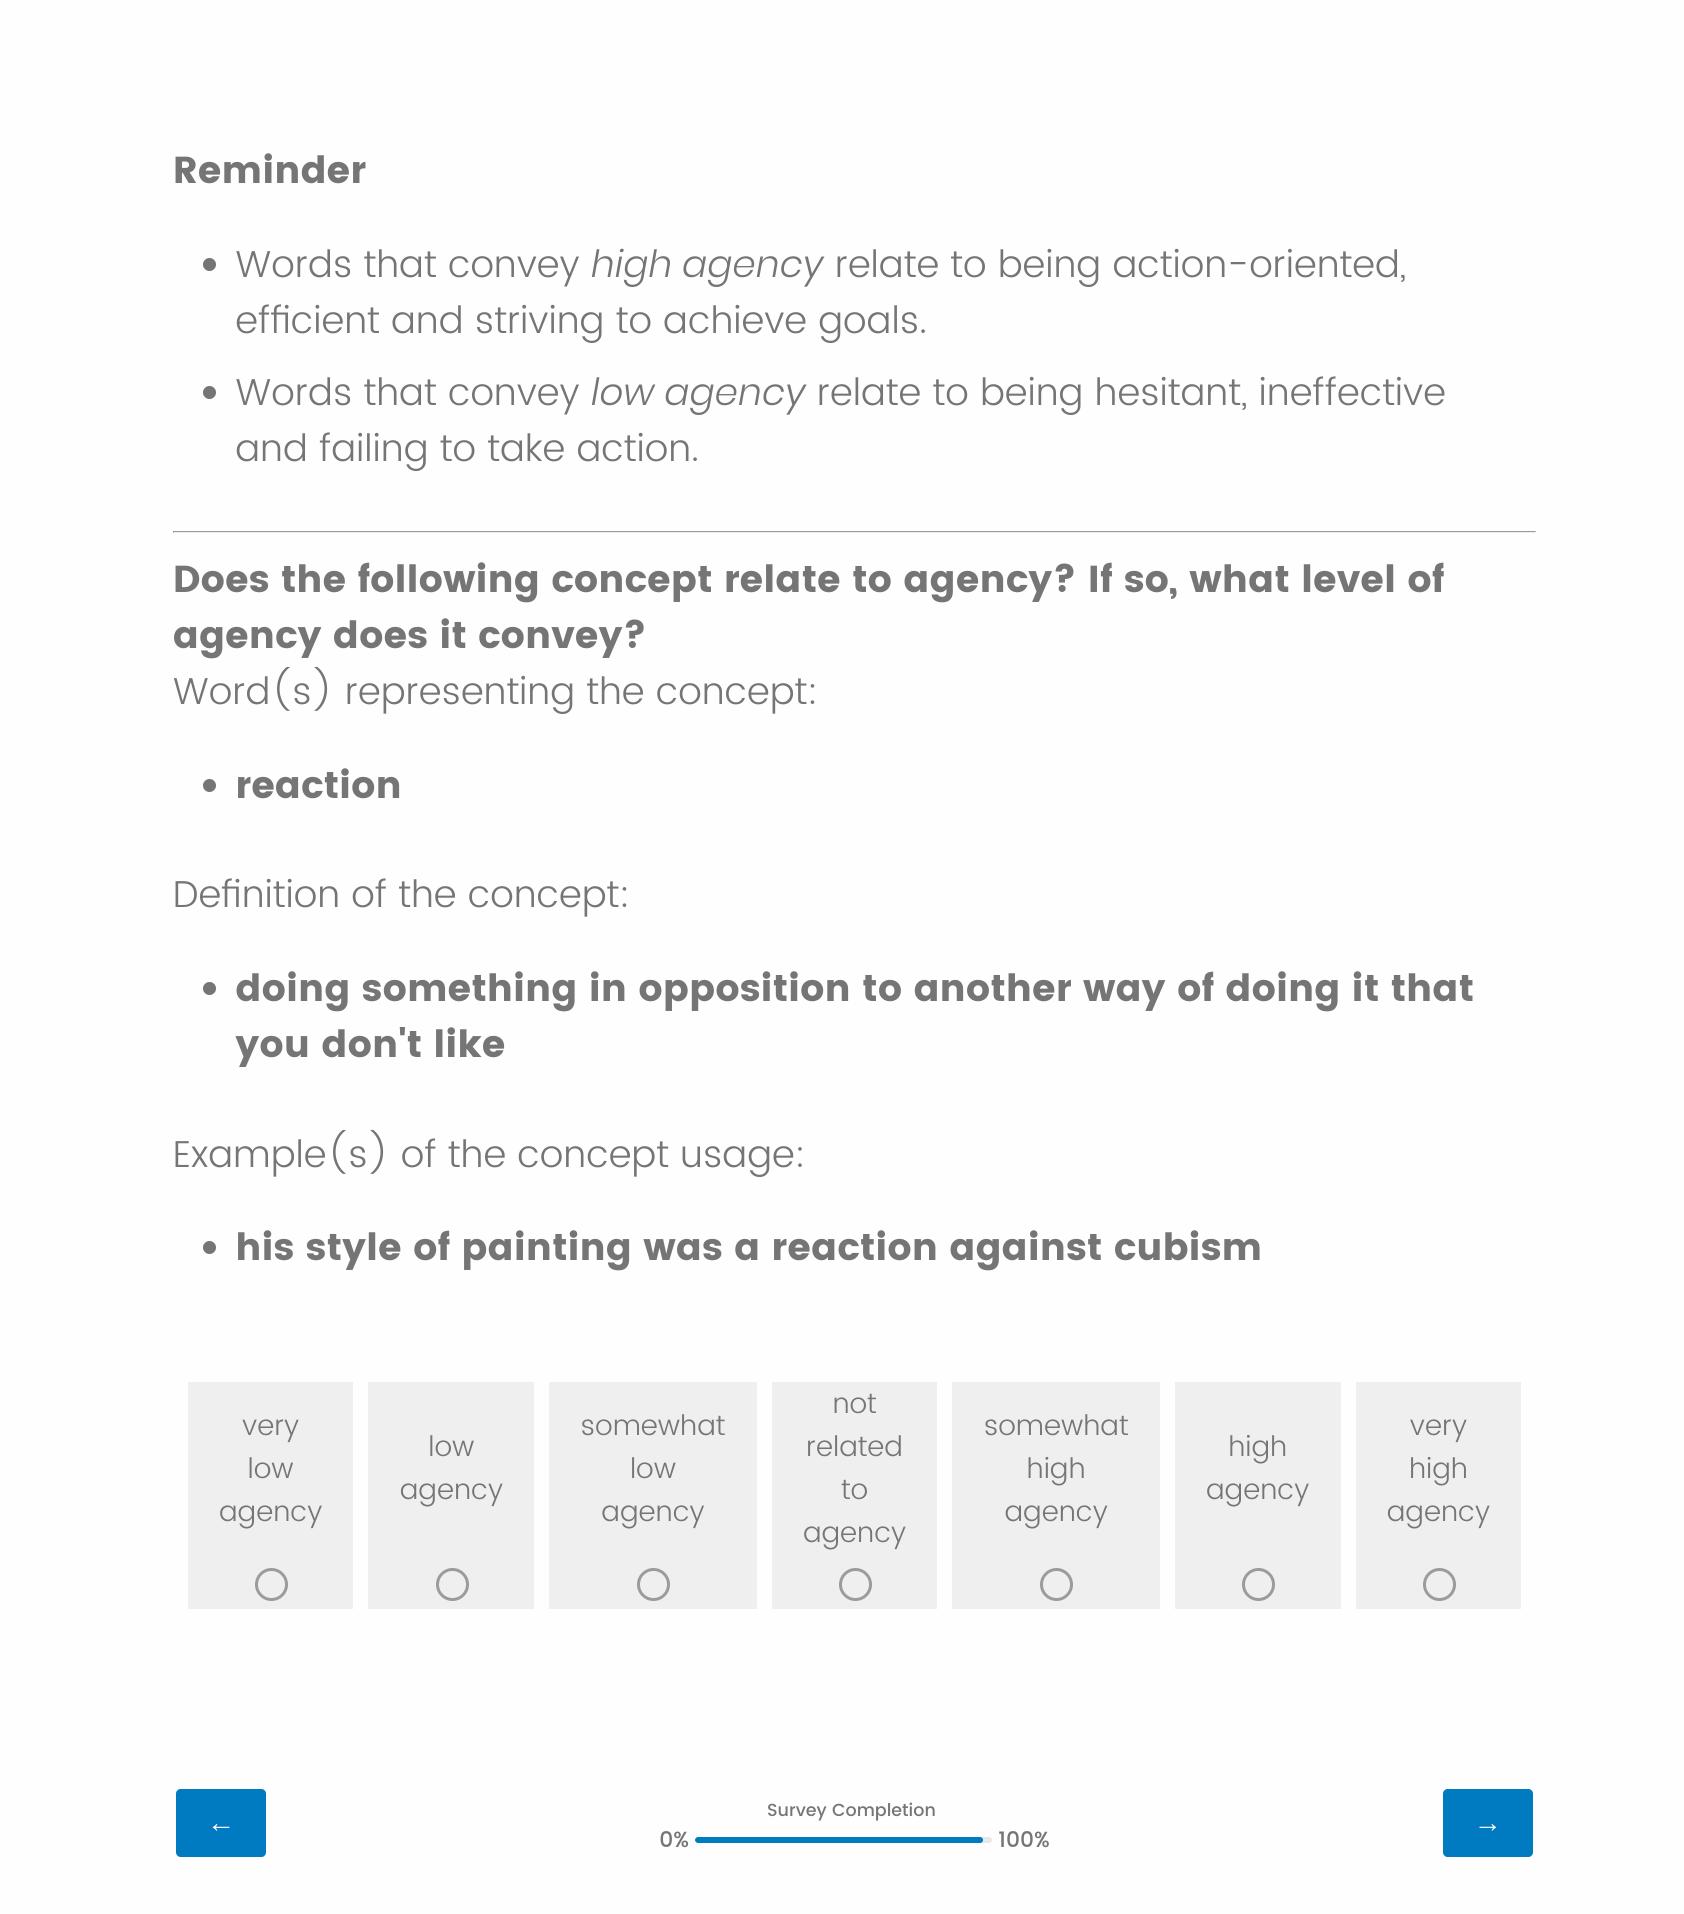 Reminder
Words that convey high agency relate to being action-oriented,
efficient and striving to achieve goals.
Words that convey low agency relate to being hesitant, ineffective
and failing to take action.
Does the following concept relate to agency? If so, what level of
agency does it convey?
Word(s) representing the concept:
reaction
Definition of the concept:
doing something in opposition to another way of doing it that
you don't like
Example(s) of the concept usage:
his style of painting was a reaction against cubism
very
low
agency
low
agency
somewhat
low
agency
not
related
to
agency
somewhat
high
agency
high
agency
very
high
agency
←
Survey Completion
0% 100%
→